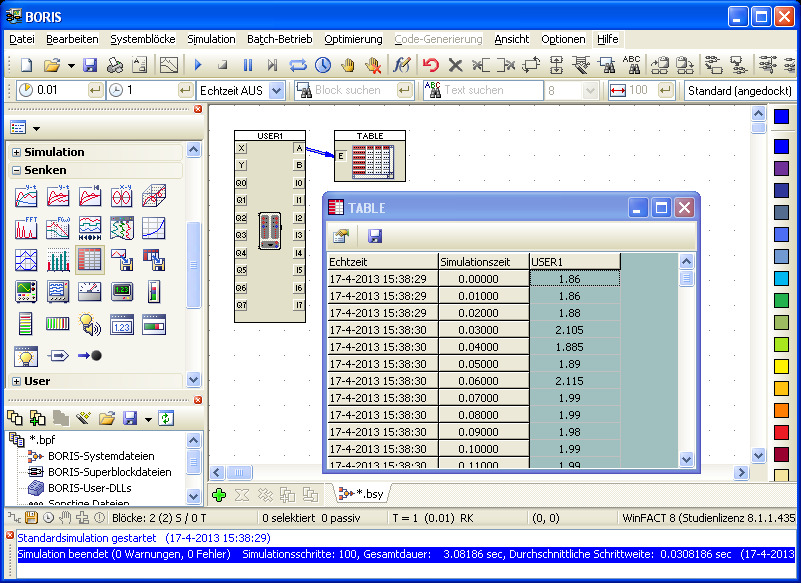 BORIS
Datei Bearbeiten Systemblöcke Simulation Batch-Betrieb Optimierung Code-Generierung Ansicht Optionen Hilfe
0.01 1 Echtzeit AUS Block suchen Text suchen 8 100 Standard (angedockt)
Simulation
Senken
User
USER1
X A
Y B
Q0 I0
Q1 I1
Q2 I2
Q3 I3
Q4 I4
Q5 I5
Q6 I6
Q7 I7
TABLE
E
TABLE
Echtzeit Simulationszeit USER1
17-4-2013 15:38:29 0.00000 1.86
17-4-2013 15:38:29 0.01000 1.86
17-4-2013 15:38:29 0.02000 1.88
17-4-2013 15:38:30 0.03000 2.105
17-4-2013 15:38:30 0.04000 1.885
17-4-2013 15:38:30 0.05000 1.89
17-4-2013 15:38:30 0.06000 2.115
17-4-2013 15:38:30 0.07000 1.99
17-4-2013 15:38:30 0.08000 1.99
17-4-2013 15:38:30 0.09000 1.98
17-4-2013 15:38:30 0.10000 1.99
17-4-2013 15:38:30 0.11000 1.99
*.bpf
BORIS-Systemdateien
BORIS-Superblockdateien
BORIS-User-DLLs
Sonstige Dateien
*.bsy
Blöcke: 2 (2) S / 0 T 0 selektiert 0 passiv T = 1 (0.01) RK (0, 0) WinFACT 8 (Studienlizenz 8.1.1.435
Standardsimulation gestartet (17-4-2013 15:38:29)
Simulation beendet (0 Warnungen, 0 Fehler) Simulationsschritte: 100, Gesamtdauer: 3.08186 sec, Durchschnittliche Schrittweite: 0.0308186 sec (17-4-2013